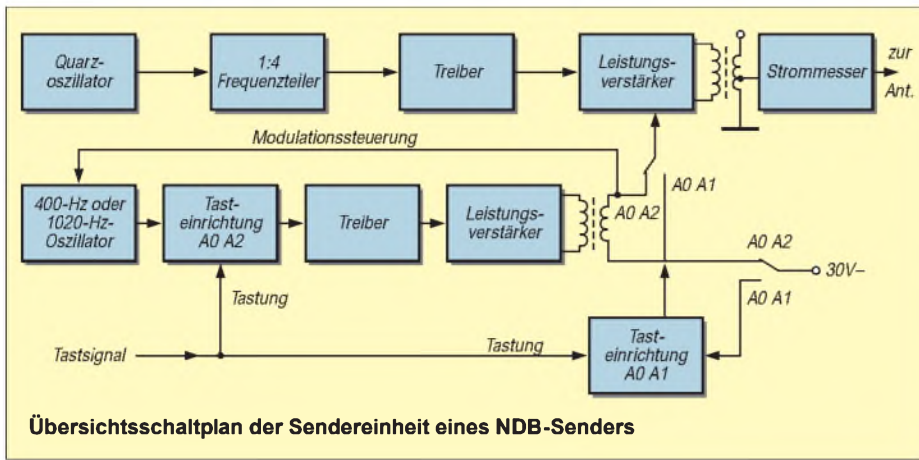 Quarz-
oszillator
1:4
Frequenzteiler
Treiber
Leistungs-
verstärker
Strommesser
zur
Ant.
Modulationssteuerung
400-Hz oder
1020-Hz-
Oszillator
Tast-
einrichtung
A0 A2
Treiber
Leistungs-
verstärker
A0 A2
A0 A1
A0 A2
30V–
A0 A1
Tastung
Tastsignal
Tastung
Tast-
einrichtung
A0 A1
Übersichtsschaltplan der Sendereinheit eines NDB-Senders